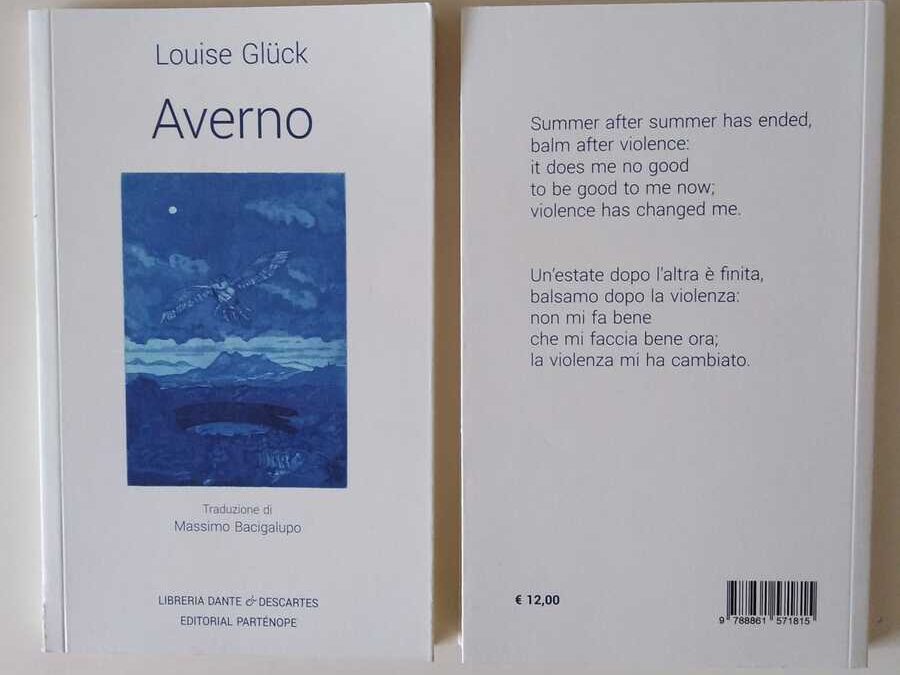 Louise Glück
Averno
Traduzione di
Massimo Bacigalupo
LIBRERIA DANTE & DESCARTES
EDITORIAL PARTÉNOPE
Summer after summer has ended,
balm after violence:
it does me no good
to be good to me now;
violence has changed me.
Un'estate dopo l'altra è finita,
balsamo dopo la violenza:
non mi fa bene
che mi faccia bene ora;
la violenza mi ha cambiato.
€ 12,00
9 788861 571815